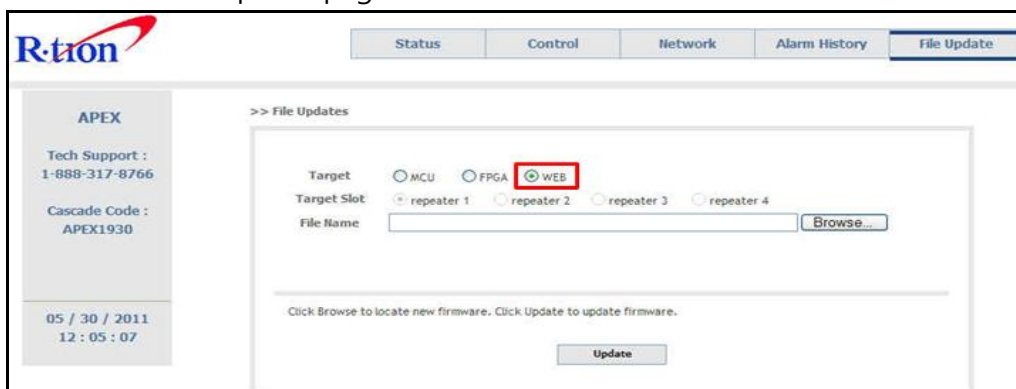 R-tron
Status Control Network Alarm History File Update
APEX
Tech Support :
1-888-317-8766
Cascade Code :
APEX1930
05 / 30 / 2011
12 : 05 : 07
>> File Updates
Target MCU FPGA WEB
Target Slot repeater 1 repeater 2 repeater 3 repeater 4
File Name Browse...
Click Browse to locate new firmware. Click Update to update firmware.
Update